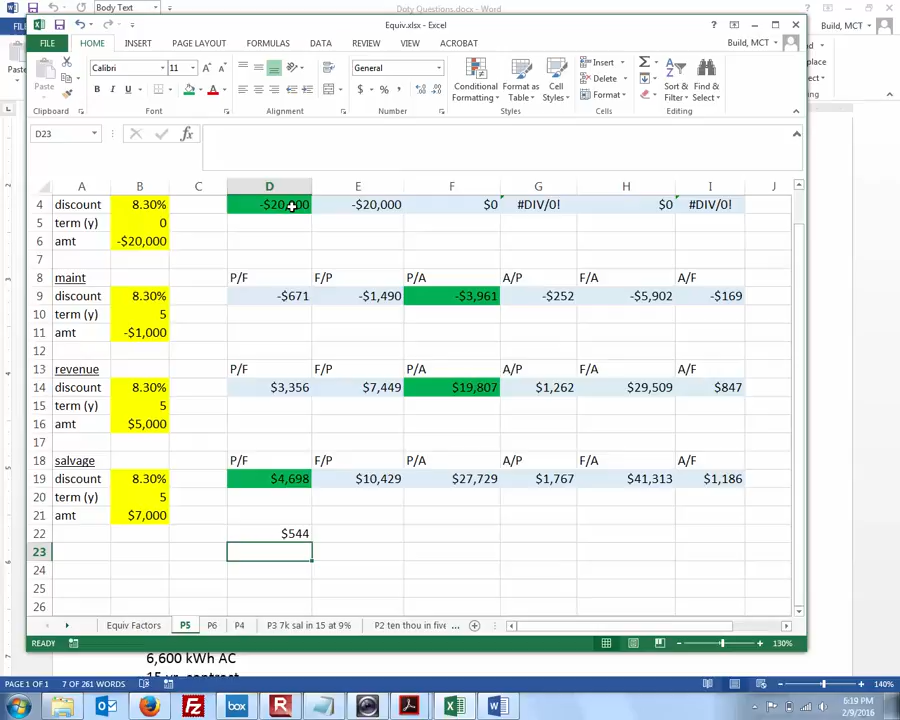 Body Text
Doty Questions.docx - Word
Equiv.xlsx - Excel
FILE HOME INSERT PAGE LAYOUT FORMULAS DATA REVIEW VIEW ACROBAT
Build, MCT
Build, MCT
Paste
Calibri 11 General
Conditional Formatting Format as Table Cell Styles
Insert Delete Format
Sort & Filter Find & Select
Clipboard Font Alignment Number Styles Cells Editing
D23
A B C D E F G H I J
4 discount 8.30% -$20,000 -$20,000 $0 #DIV/0! $0 #DIV/0!
5 term (y) 0
6 amt -$20,000
7
8 maint P/F F/P P/A A/P F/A A/F
9 discount 8.30% -$671 -$1,490 -$3,961 -$252 -$5,902 -$169
10 term (y) 5
11 amt -$1,000
12
13 revenue P/F F/P P/A A/P F/A A/F
14 discount 8.30% $3,356 $7,449 $19,807 $1,262 $29,509 $847
15 term (y) 5
16 amt $5,000
17
18 salvage P/F F/P P/A A/P F/A A/F
19 discount 8.30% $4,698 $10,429 $27,729 $1,767 $41,313 $1,186
20 term (y) 5
21 amt $7,000
22 $544
23
24
25
26
Equiv Factors P5 P6 P4 P3 7k sal in 15 at 9% P2 ten thou in five ...
READY 130%
6,600 kWh AC
15 yr. contract
PAGE 1 OF 1 7 OF 261 WORDS 140%
6:19 PM
2/9/2016